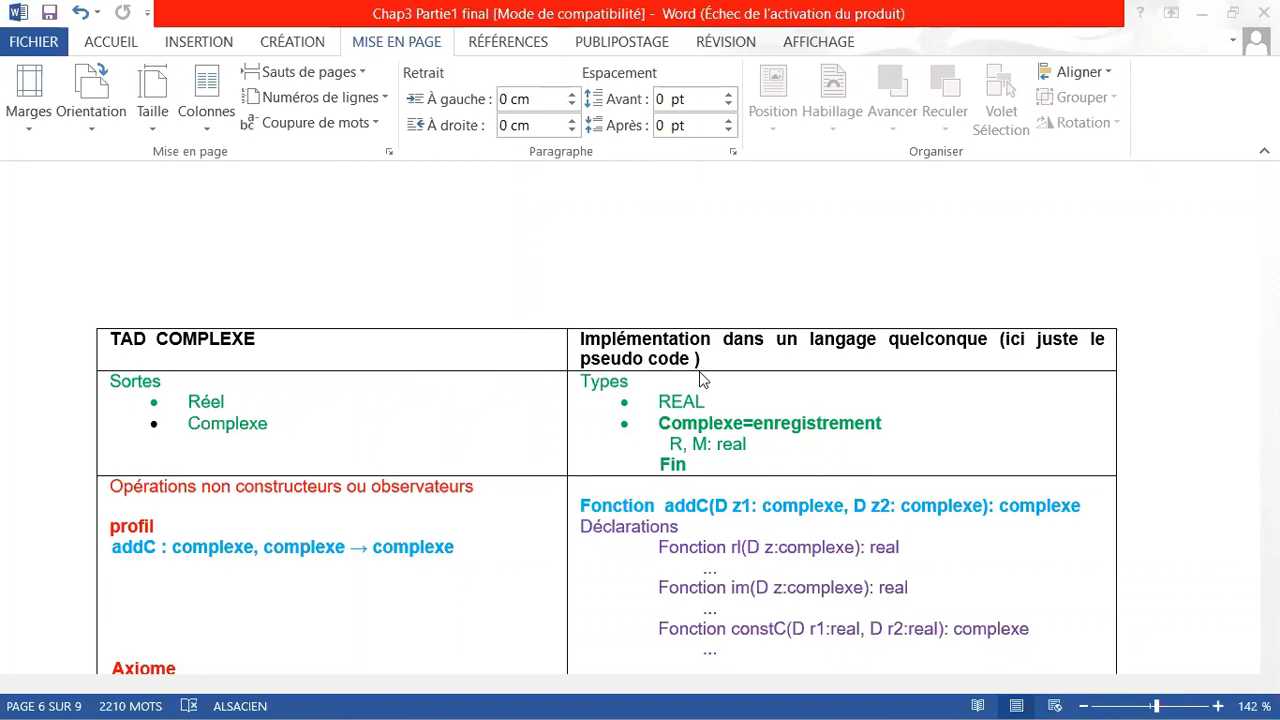 Chap3 Partie1 final [Mode de compatibilité] - Word (Échec de l'activation du produit)
?
FICHIER ACCUEIL INSERTION CRÉATION MISE EN PAGE RÉFÉRENCES PUBLIPOSTAGE RÉVISION AFFICHAGE
Marges Orientation Taille Colonnes
Sauts de pages
Numéros de lignes
Coupure de mots
Mise en page
Retrait Espacement
À gauche : 0 cm Avant : 0 pt
À droite : 0 cm Après : 0 pt
Paragraphe
Position Habillage Avancer Reculer Volet Sélection
Aligner
Grouper
Rotation
Organiser
TAD COMPLEXE
Implémentation dans un langage quelconque (ici juste le
pseudo code )
Sortes
• Réel
• Complexe
Types
• REAL
• Complexe=enregistrement
R, M: real
Fin
Opérations non constructeurs ou observateurs
profil
addC : complexe, complexe → complexe
Axiome
Fonction addC(D z1: complexe, D z2: complexe): complexe
Déclarations
Fonction rl(D z:complexe): real
...
Fonction im(D z:complexe): real
...
Fonction constC(D r1:real, D r2:real): complexe
...
PAGE 6 SUR 9 2210 MOTS ALSACIEN 142 %